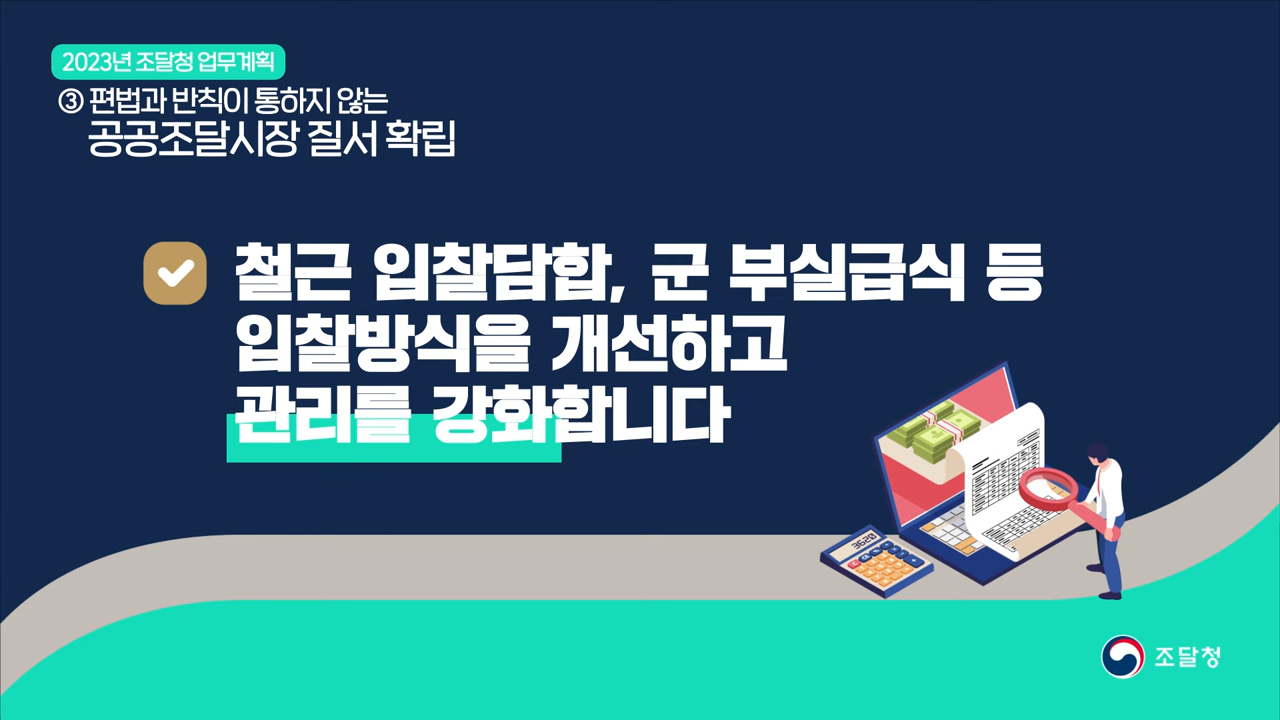 2023년 조달청 업무계획
③ 편법과 반칙이 통하지 않는
공공조달시장 질서 확립
철근 입찰담합, 군 부실급식 등
입찰방식을 개선하고
관리를 강화합니다
3620
조달청